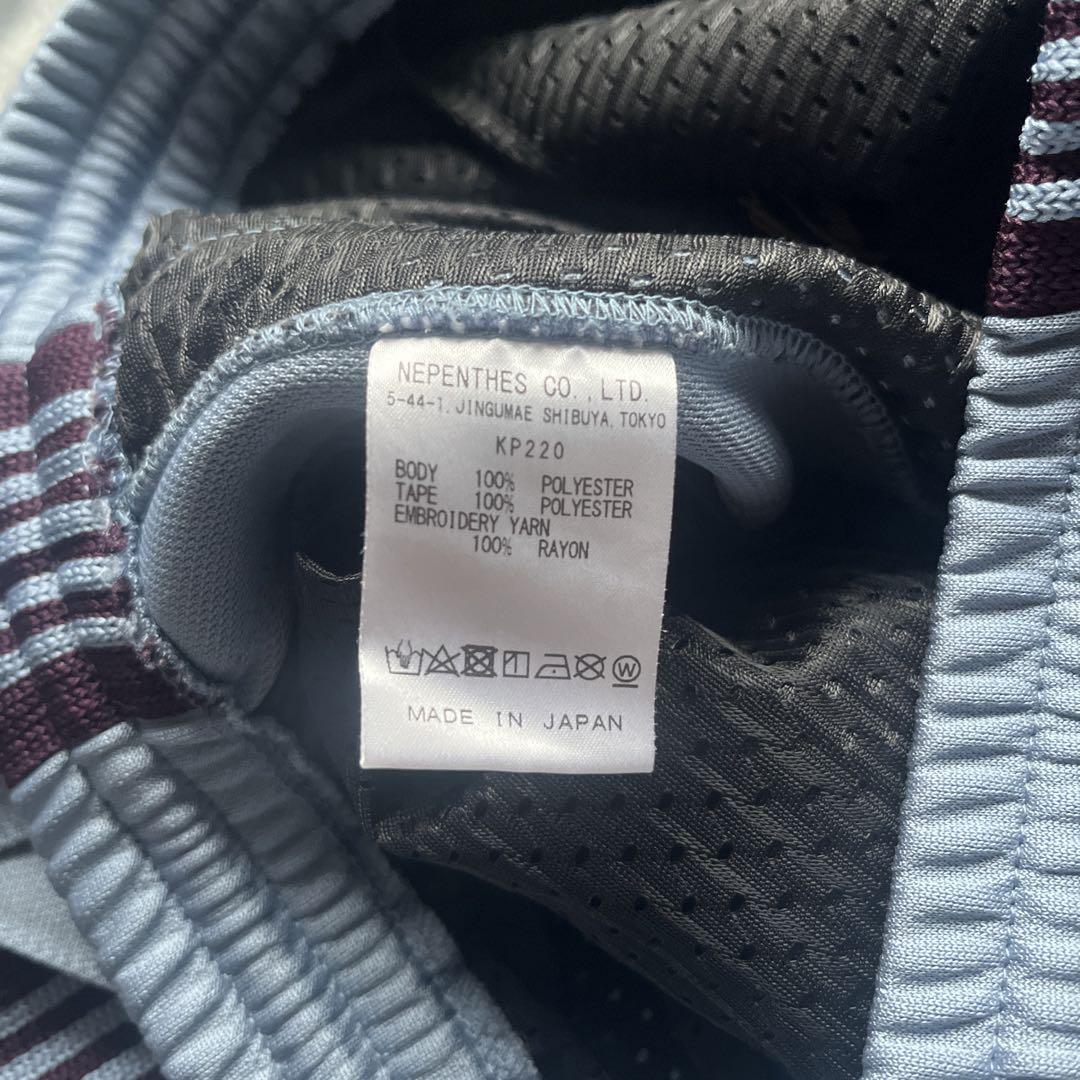 NEPENTHES CO.,LTD.
5-44-1, JINGUMAE SHIBUYA, TOKYO
KP220
BODY 100% POLYESTER
TAPE 100% POLYESTER
EMBROIDERY YARN
100% RAYON
W
MADE IN JAPAN